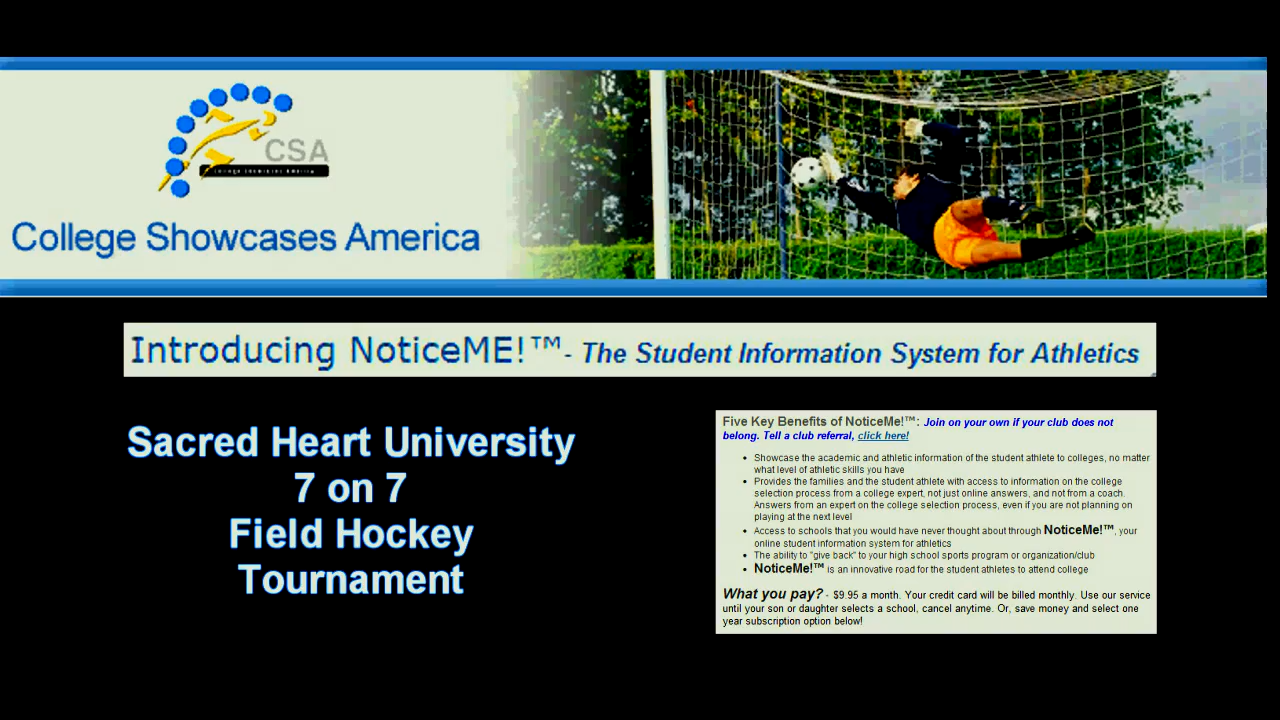 CSA
College Showcases America
College Showcases America
Introducing NoticeME!™- The Student Information System for Athletics
Sacred Heart University
7 on 7
Field Hockey
Tournament
Five Key Benefits of NoticeMe!™: Join on your own if your club does not
belong. Tell a club referral, click here!
• Showcase the academic and athletic information of the student athlete to colleges, no matter
what level of athletic skills you have
• Provides the families and the student athlete with access to information on the college
selection process from a college expert, not just online answers, and not from a coach.
Answers from an expert on the college selection process, even if you are not planning on
playing at the next level
• Access to schools that you would have never thought about through NoticeMe!™, your
online student information system for athletics
• The ability to "give back" to your high school sports program or organization/club
• NoticeMe!™ is an innovative road for the student athletes to attend college
What you pay? - $9.95 a month. Your credit card will be billed monthly. Use our service
until your son or daughter selects a school, cancel anytime. Or, save money and select one
year subscription option below!